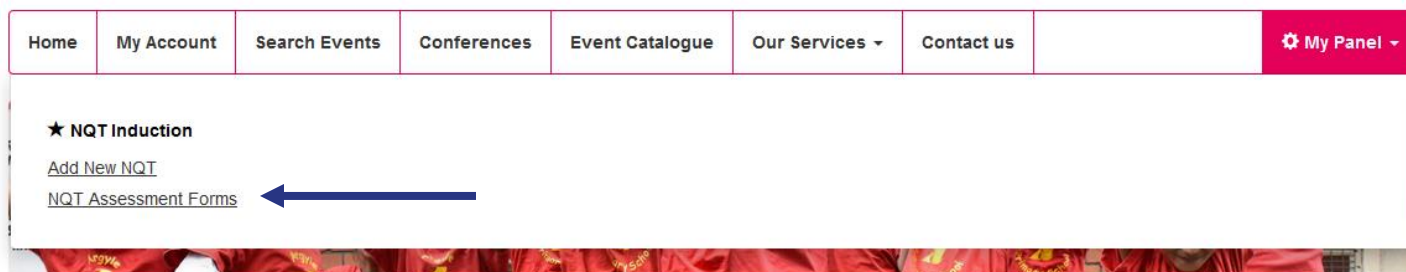 Home My Account Search Events Conferences Event Catalogue Our Services Contact us My Panel
★ NQT Induction
Add New NQT
NQT Assessment Forms
Argyle